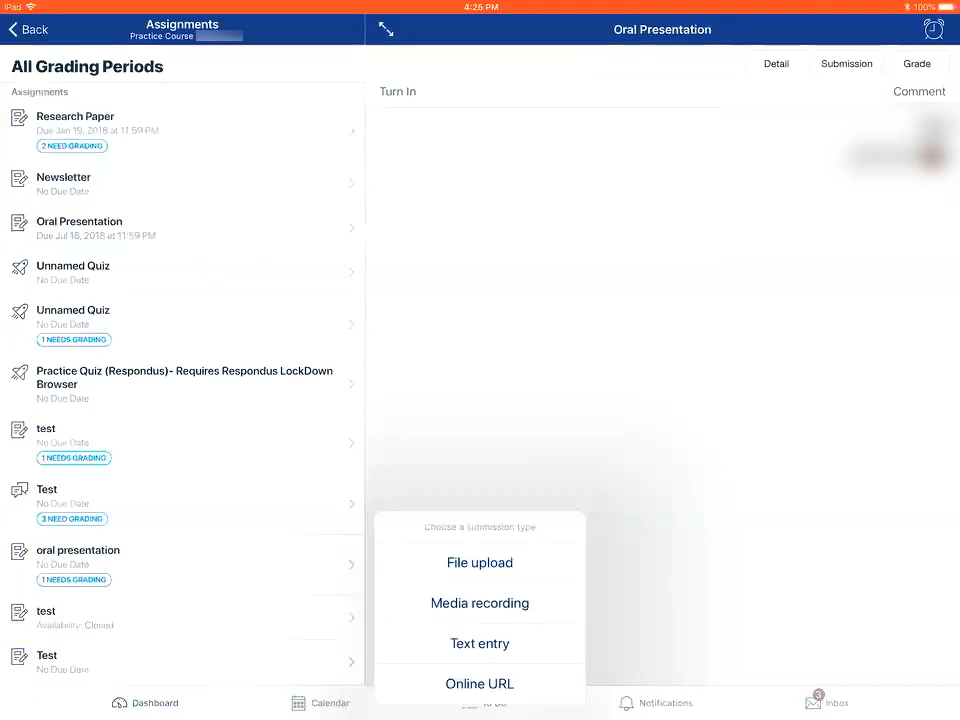 iPad
4:25 PM
100%
Back
Assignments
Practice Course
Oral Presentation
All Grading Periods
Detail
Submission
Grade
Assignments
Turn In
Comment
Research Paper
Due Jan 19, 2018 at 11:59 PM
2 NEED GRADING
Newsletter
No Due Date
Oral Presentation
Due Jul 18, 2018 at 11:59 PM
Unnamed Quiz
No Due Date
Unnamed Quiz
No Due Date
1 NEEDS GRADING
Practice Quiz (Respondus)- Requires Respondus LockDown
Browser
No Due Date
test
No Due Date
1 NEEDS GRADING
Test
No Due Date
3 NEED GRADING
oral presentation
No Due Date
1 NEEDS GRADING
test
Availability: Closed
Test
No Due Date
Choose a submission type
File upload
Media recording
Text entry
Online URL
Dashboard
Calendar
Notifications
3
Inbox